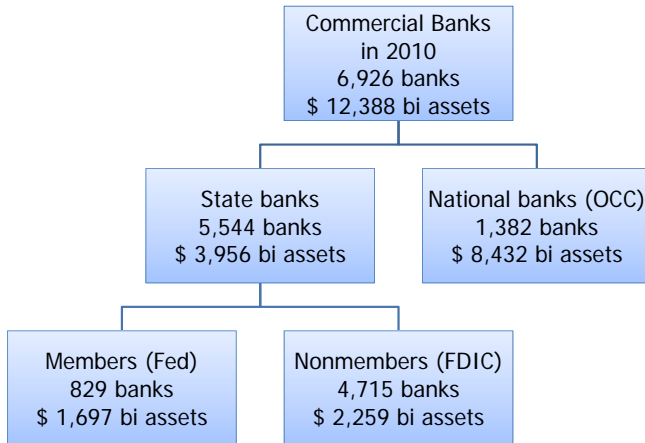 Commercial Banks
in 2010
6,926 banks
$ 12,388 bi assets
State banks
5,544 banks
$ 3,956 bi assets
National banks (OCC)
1,382 banks
$ 8,432 bi assets
Members (Fed)
829 banks
$ 1,697 bi assets
Nonmembers (FDIC)
4,715 banks
$ 2,259 bi assets